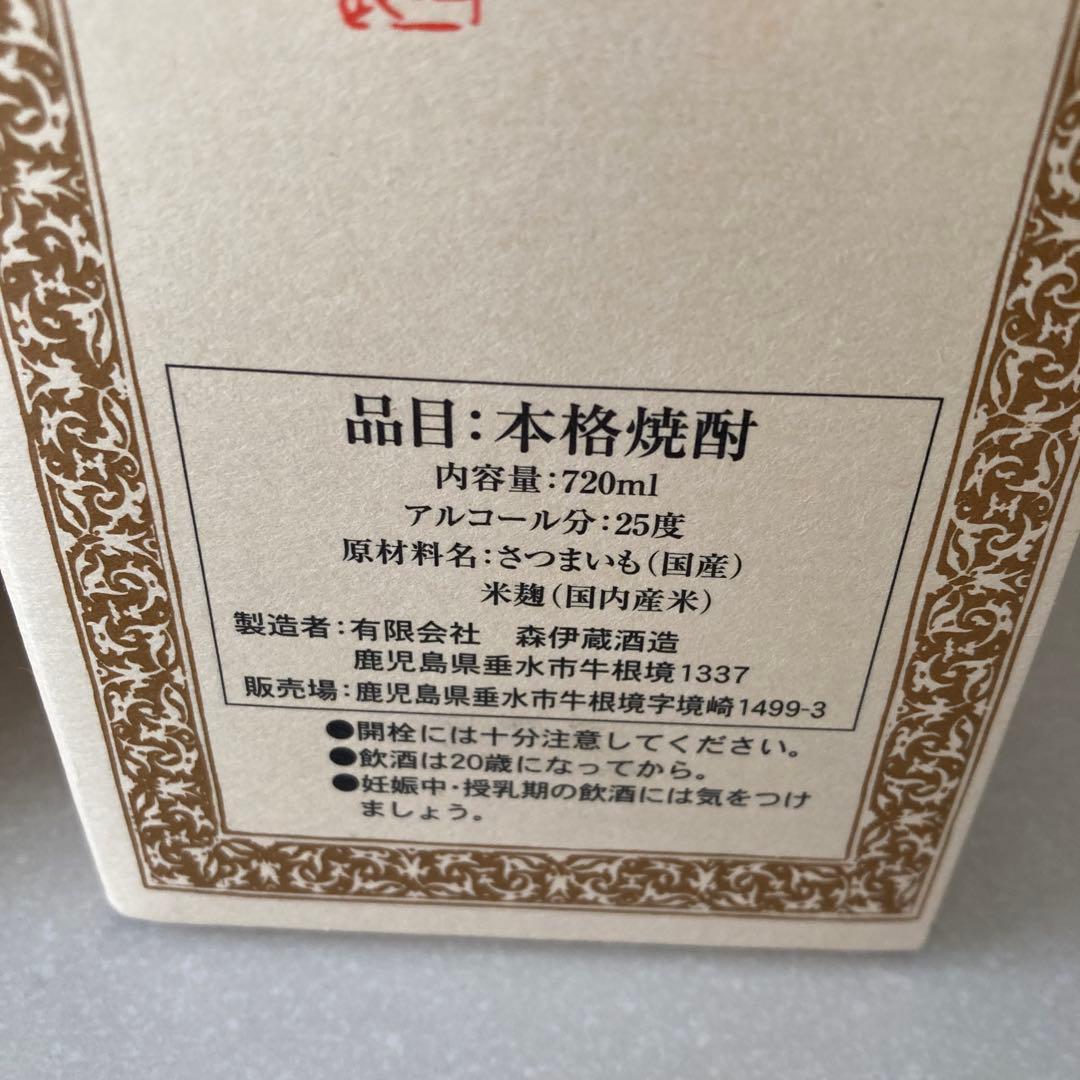 品目：本格焼酎
内容量：720ml
アルコール分：25度
原材料名：さつまいも（国産）
米麹（国内産米）
製造者：有限会社　森伊蔵酒造
鹿児島県垂水市牛根境1337
販売場：鹿児島県垂水市牛根境字境崎1499-3
●開栓には十分注意してください。
●飲酒は20歳になってから。
●妊娠中・授乳期の飲酒には気をつけ
ましょう。